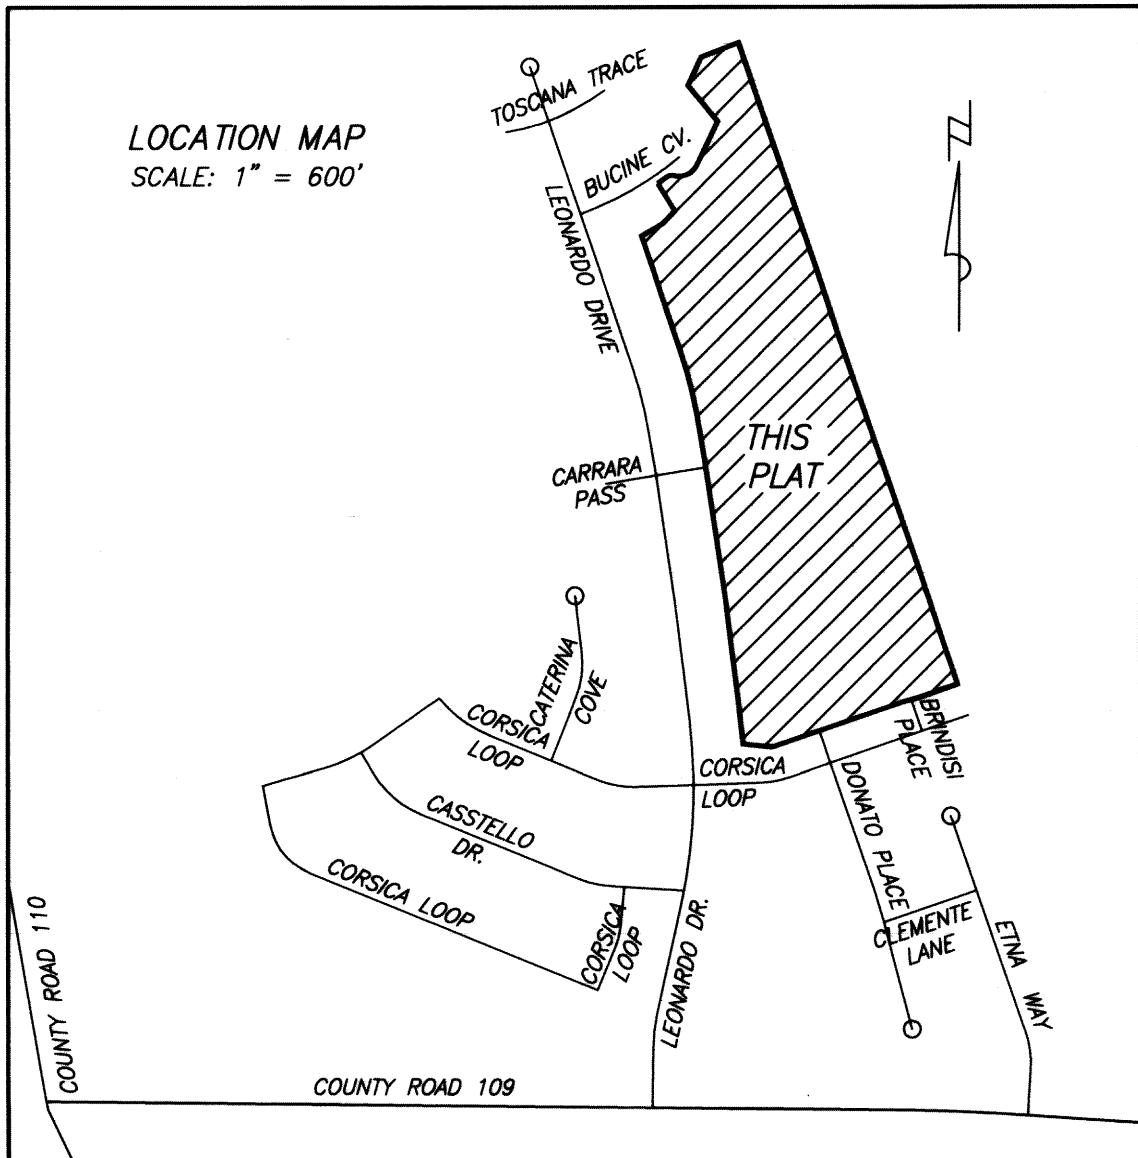 LOCATION MAP
SCALE: 1" = 600'
TOSCANA TRACE
BUCINE CV.
LEONARDO DRIVE
N
THIS
PLAT
CARRARA
PASS
CATERINA
COVE
CORSICA
LOOP
CORSICA
LOOP
BRINDISI
PLACE
DONATO PLACE
CASSTELLO
DR.
CORSICA LOOP
CORSICA
LOOP
LEONARDO DR.
CLEMENTE
LANE
ETNA WAY
COUNTY ROAD 110
COUNTY ROAD 109